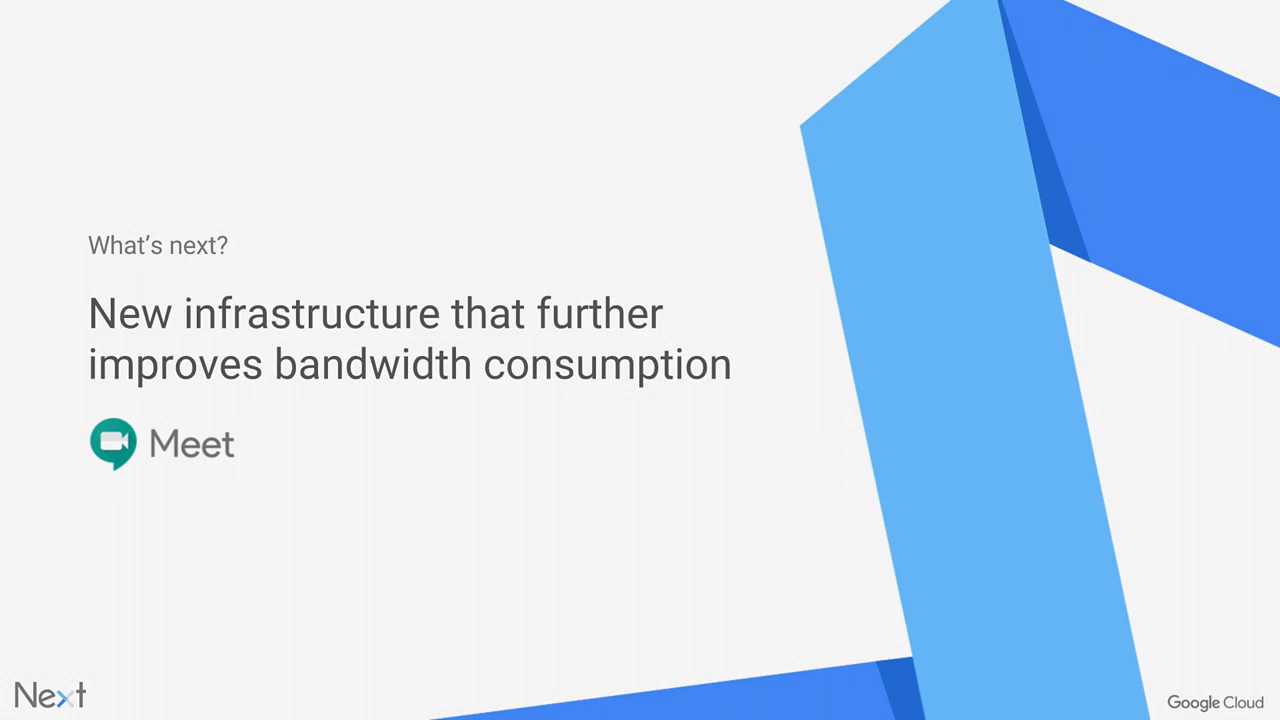 What’s next?
New infrastructure that further
improves bandwidth consumption
Meet
Next
Google Cloud